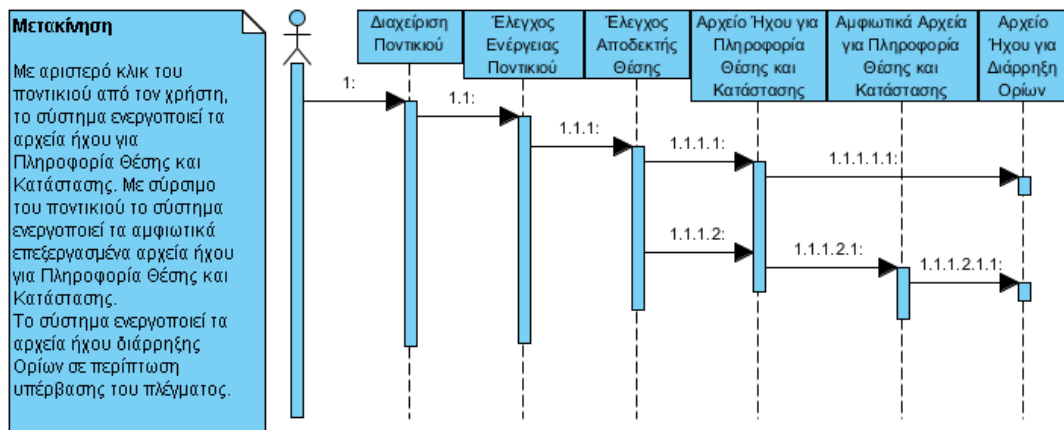 Μετακίνηση
Με αριστερό κλικ του
ποντικιού από τον χρήστη,
το σύστημα ενεργοποιεί τα
αρχεία ήχου για
Πληροφορία Θέσης και
Κατάστασης. Με σύρσιμο
του ποντικιού το σύστημα
ενεργοποιεί τα αμφιωτικά
επεξεργασμένα αρχεία ήχου
για Πληροφορία Θέσης και
Κατάστασης.
Το σύστημα ενεργοποιεί τα
αρχεία ήχου διάρρηξης
Ορίων σε περίπτωση
υπέρβασης του πλέγματος.
Διαχείριση
Ποντικιού
Έλεγχος
Ενέργειας
Ποντικιού
Έλεγχος
Αποδεκτής
Θέσης
Αρχείο Ήχου για
Πληροφορία
Θέσης και
Κατάστασης
Αμφιωτικά Αρχεία
για Πληροφορία
Θέσης και
Κατάστασης
Αρχείο
Ήχου για
Διάρρηξη
Ορίων
1:
1.1:
1.1.1:
1.1.1.1:
1.1.1.1.1:
1.1.1.2:
1.1.1.2.1:
1.1.1.2.1.1: